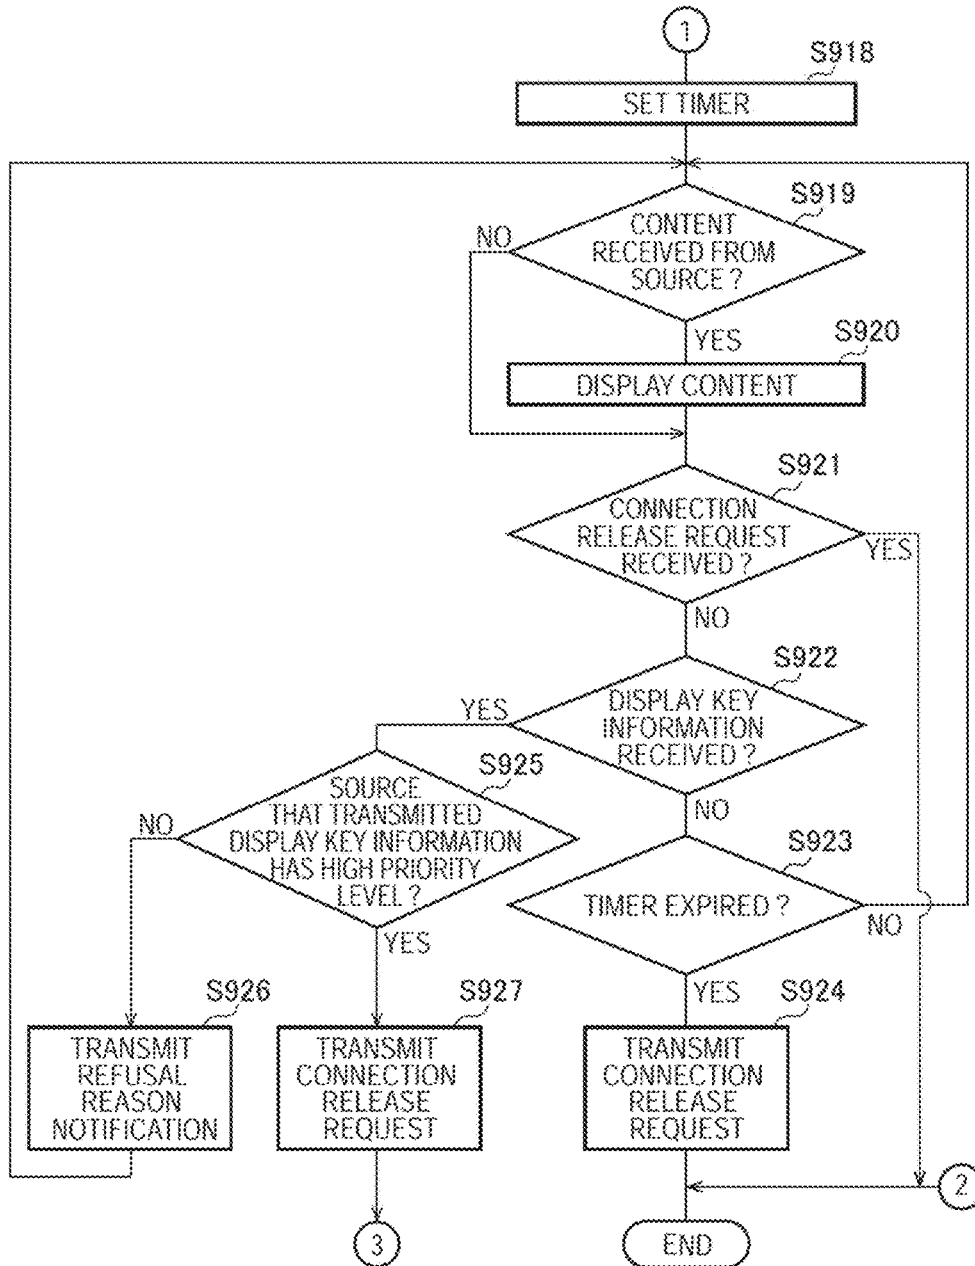 1
S918
SET TIMER
S919
CONTENT
RECEIVED FROM
SOURCE ?
NO
YES
S920
DISPLAY CONTENT
S921
CONNECTION
RELEASE REQUEST
RECEIVED ?
YES
NO
S922
DISPLAY KEY
INFORMATION
RECEIVED ?
YES
NO
S925
SOURCE
THAT TRANSMITTED
DISPLAY KEY INFORMATION
HAS HIGH PRIORITY
LEVEL ?
NO
YES
S923
TIMER EXPIRED ?
NO
YES
S926
TRANSMIT
REFUSAL
REASON
NOTIFICATION
S927
TRANSMIT
CONNECTION
RELEASE
REQUEST
S924
TRANSMIT
CONNECTION
RELEASE
REQUEST
2
3
END